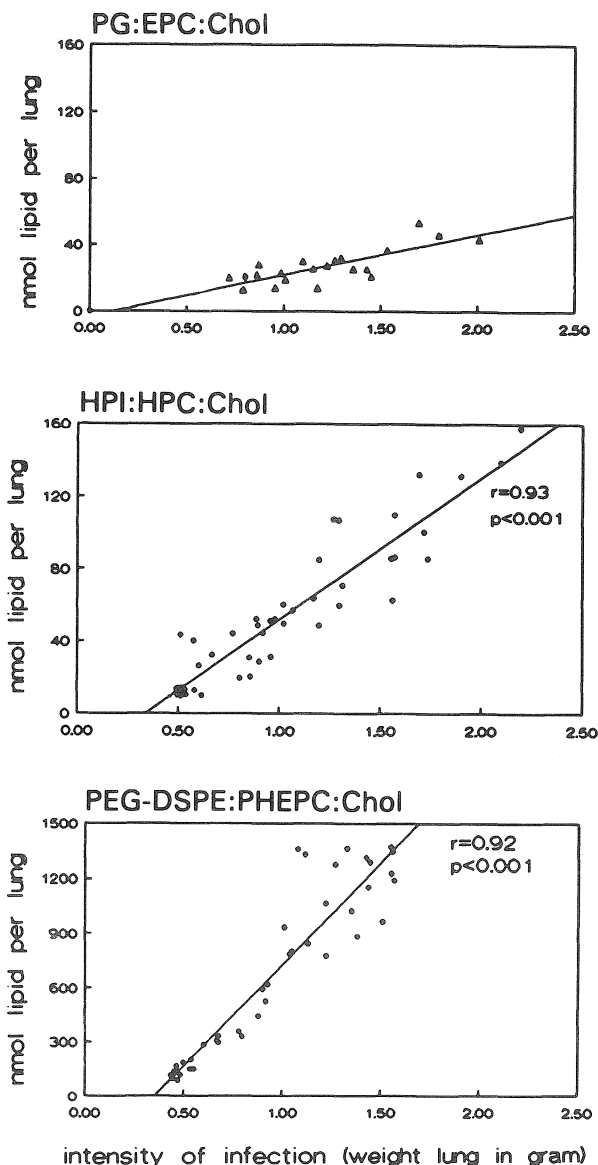 PG:EPC:Chol
nmol lipid per lung
160
120
80
40
0
0.00 0.50 1.00 1.50 2.00 2.50
HPI:HPC:Chol
nmol lipid per lung
160
120
80
40
0
r=0.93
p<0.001
0.00 0.50 1.00 1.50 2.00 2.50
PEG-DSPE:PHEPC:Chol
nmol lipid per lung
1500
1200
900
600
300
0
r=0.92
p<0.001
0.00 0.50 1.00 1.50 2.00 2.50
intensity of infection (weight lung in gram)